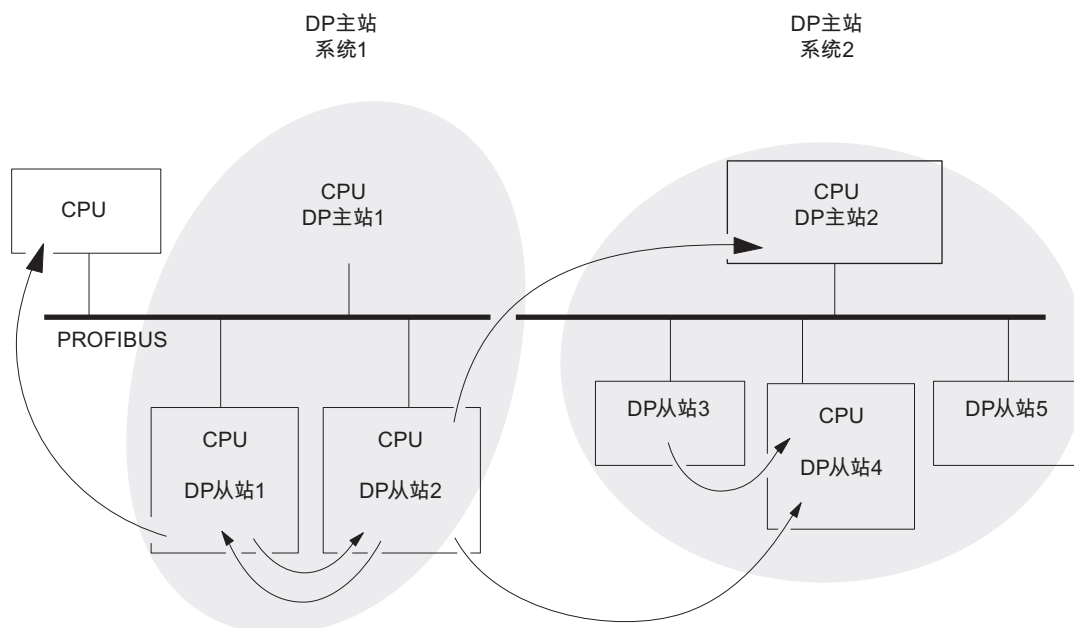 DP主站
系统1
DP主站
系统2
CPU
CPU
DP主站1
CPU
DP主站2
PROFIBUS
CPU
DP从站1
CPU
DP从站2
DP从站3
CPU
DP从站4
DP从站5